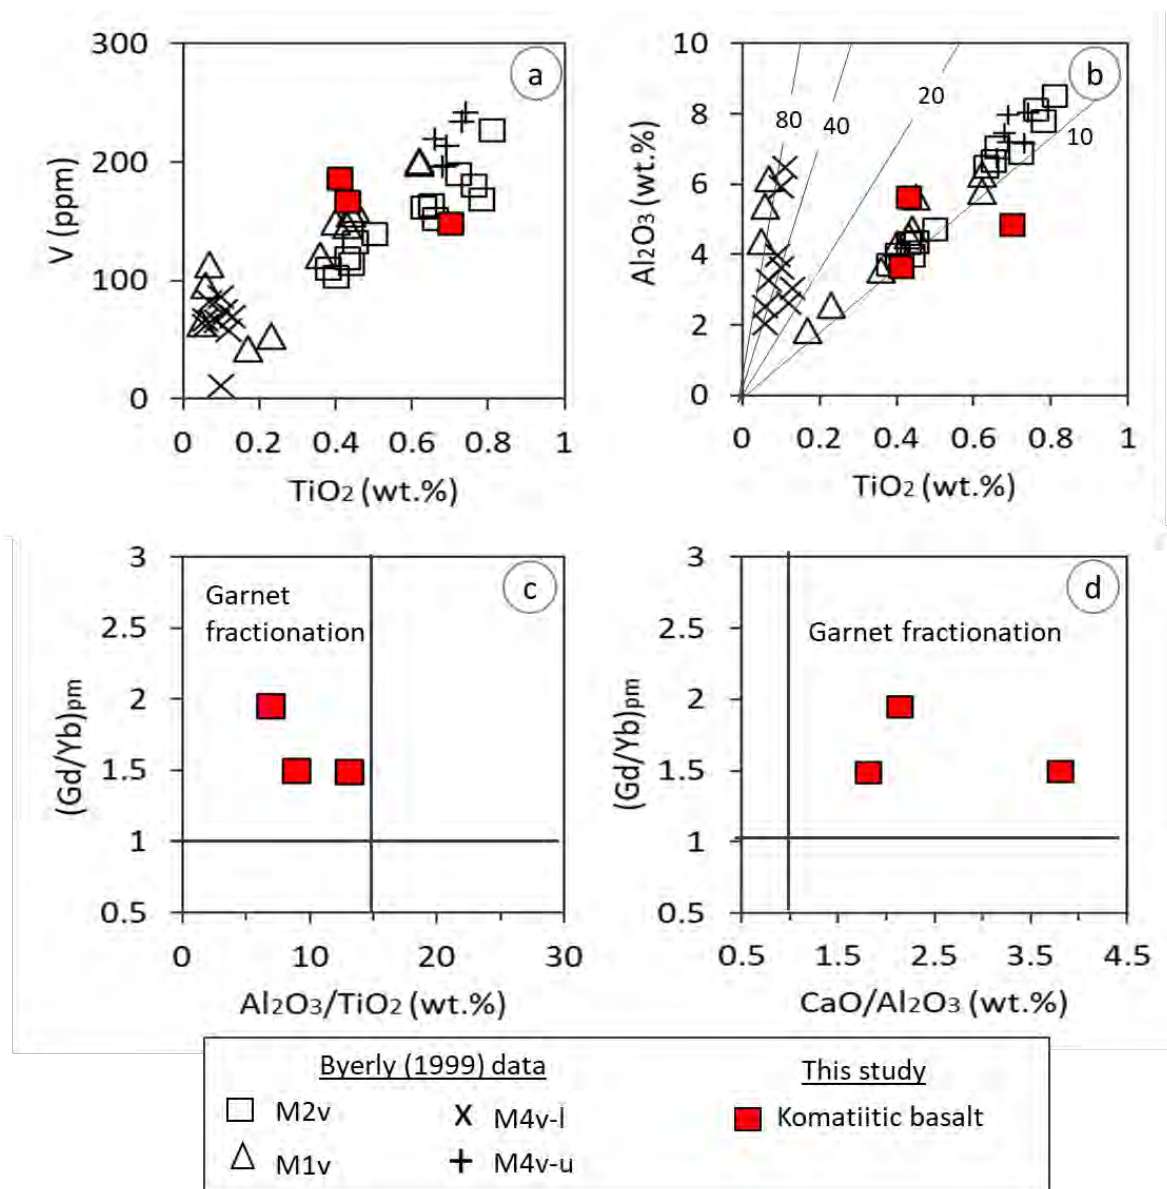 300
200
100
0
V (ppm)
a
0 0.2 0.4 0.6 0.8 1
TiO2 (wt.%)
10
8
6
4
2
0
Al2O3 (wt.%)
b
80 40 20 10
0 0.2 0.4 0.6 0.8 1
TiO2 (wt.%)
3
2.5
2
1.5
1
0.5
(Gd/Yb)pm
c
Garnet
fractionation
0 10 20 30
Al2O3/TiO2 (wt.%)
3
2.5
2
1.5
1
0.5
(Gd/Yb)pm
d
Garnet fractionation
0.5 1.5 2.5 3.5 4.5
CaO/Al2O3 (wt.%)
Byerly (1999) data
M2v
M4v-l
M1v
M4v-u
This study
Komatiitic basalt